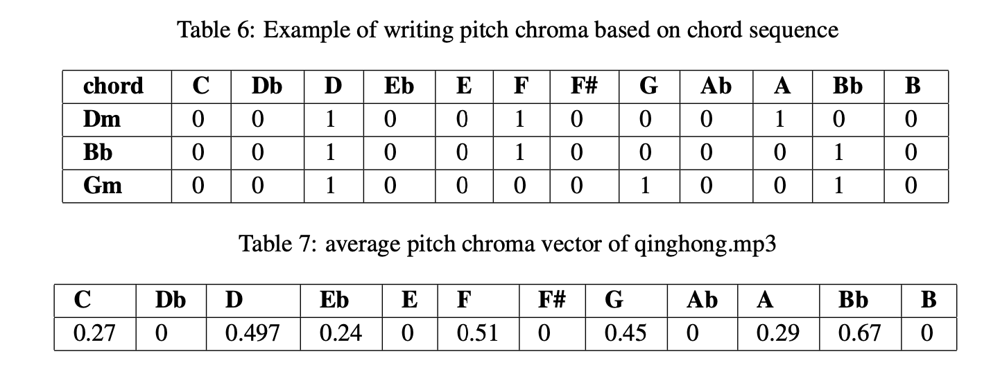 Table 6: Example of writing pitch chroma based on chord sequence
chord C Db D Eb E F F# G Ab A Bb B
Dm 0 0 1 0 0 1 0 0 0 1 0 0
Bb 0 0 1 0 0 1 0 0 0 0 1 0
Gm 0 0 1 0 0 0 0 1 0 0 1 0
Table 7: average pitch chroma vector of qinghong.mp3
C Db D Eb E F F# G Ab A Bb B
0.27 0 0.497 0.24 0 0.51 0 0.45 0 0.29 0.67 0